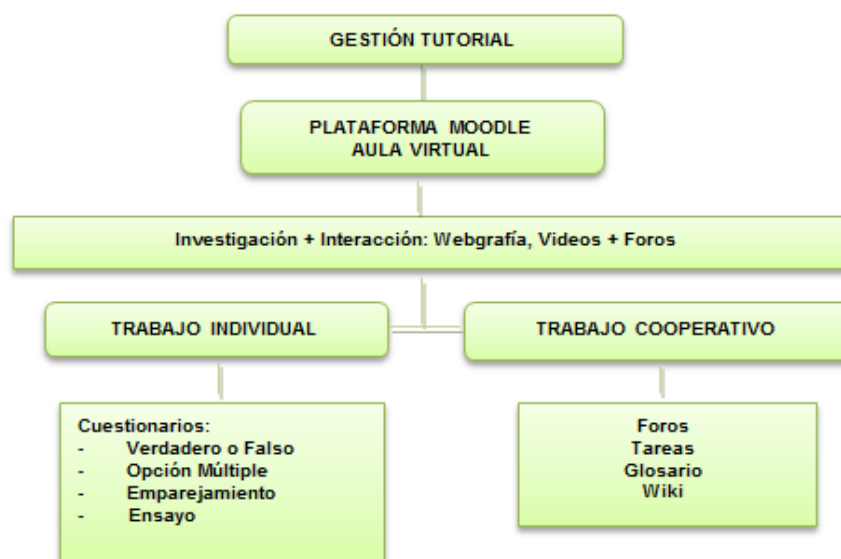 GESTIÓN TUTORIAL
PLATAFORMA MOODLE
AULA VIRTUAL
Investigación + Interacción: Webgrafía, Videos + Foros
TRABAJO INDIVIDUAL
TRABAJO COOPERATIVO
Cuestionarios:
- Verdadero o Falso
- Opción Múltiple
- Emparejamiento
- Ensayo
Foros
Tareas
Glosario
Wiki